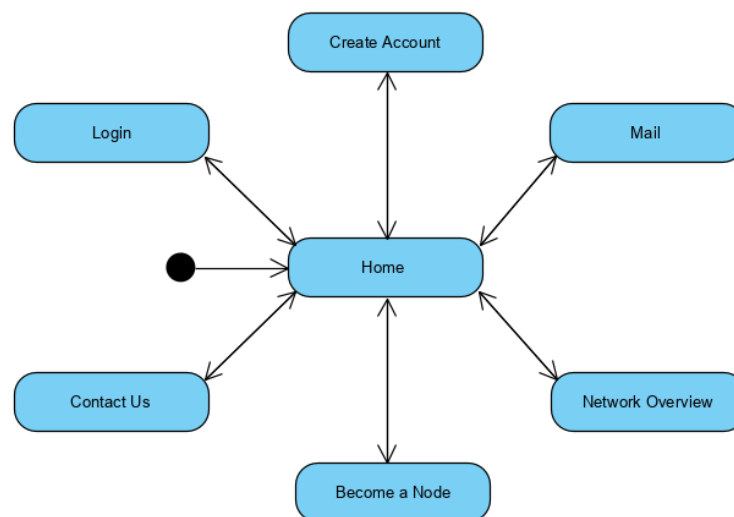 Create Account
Login
Mail
Home
Contact Us
Network Overview
Become a Node